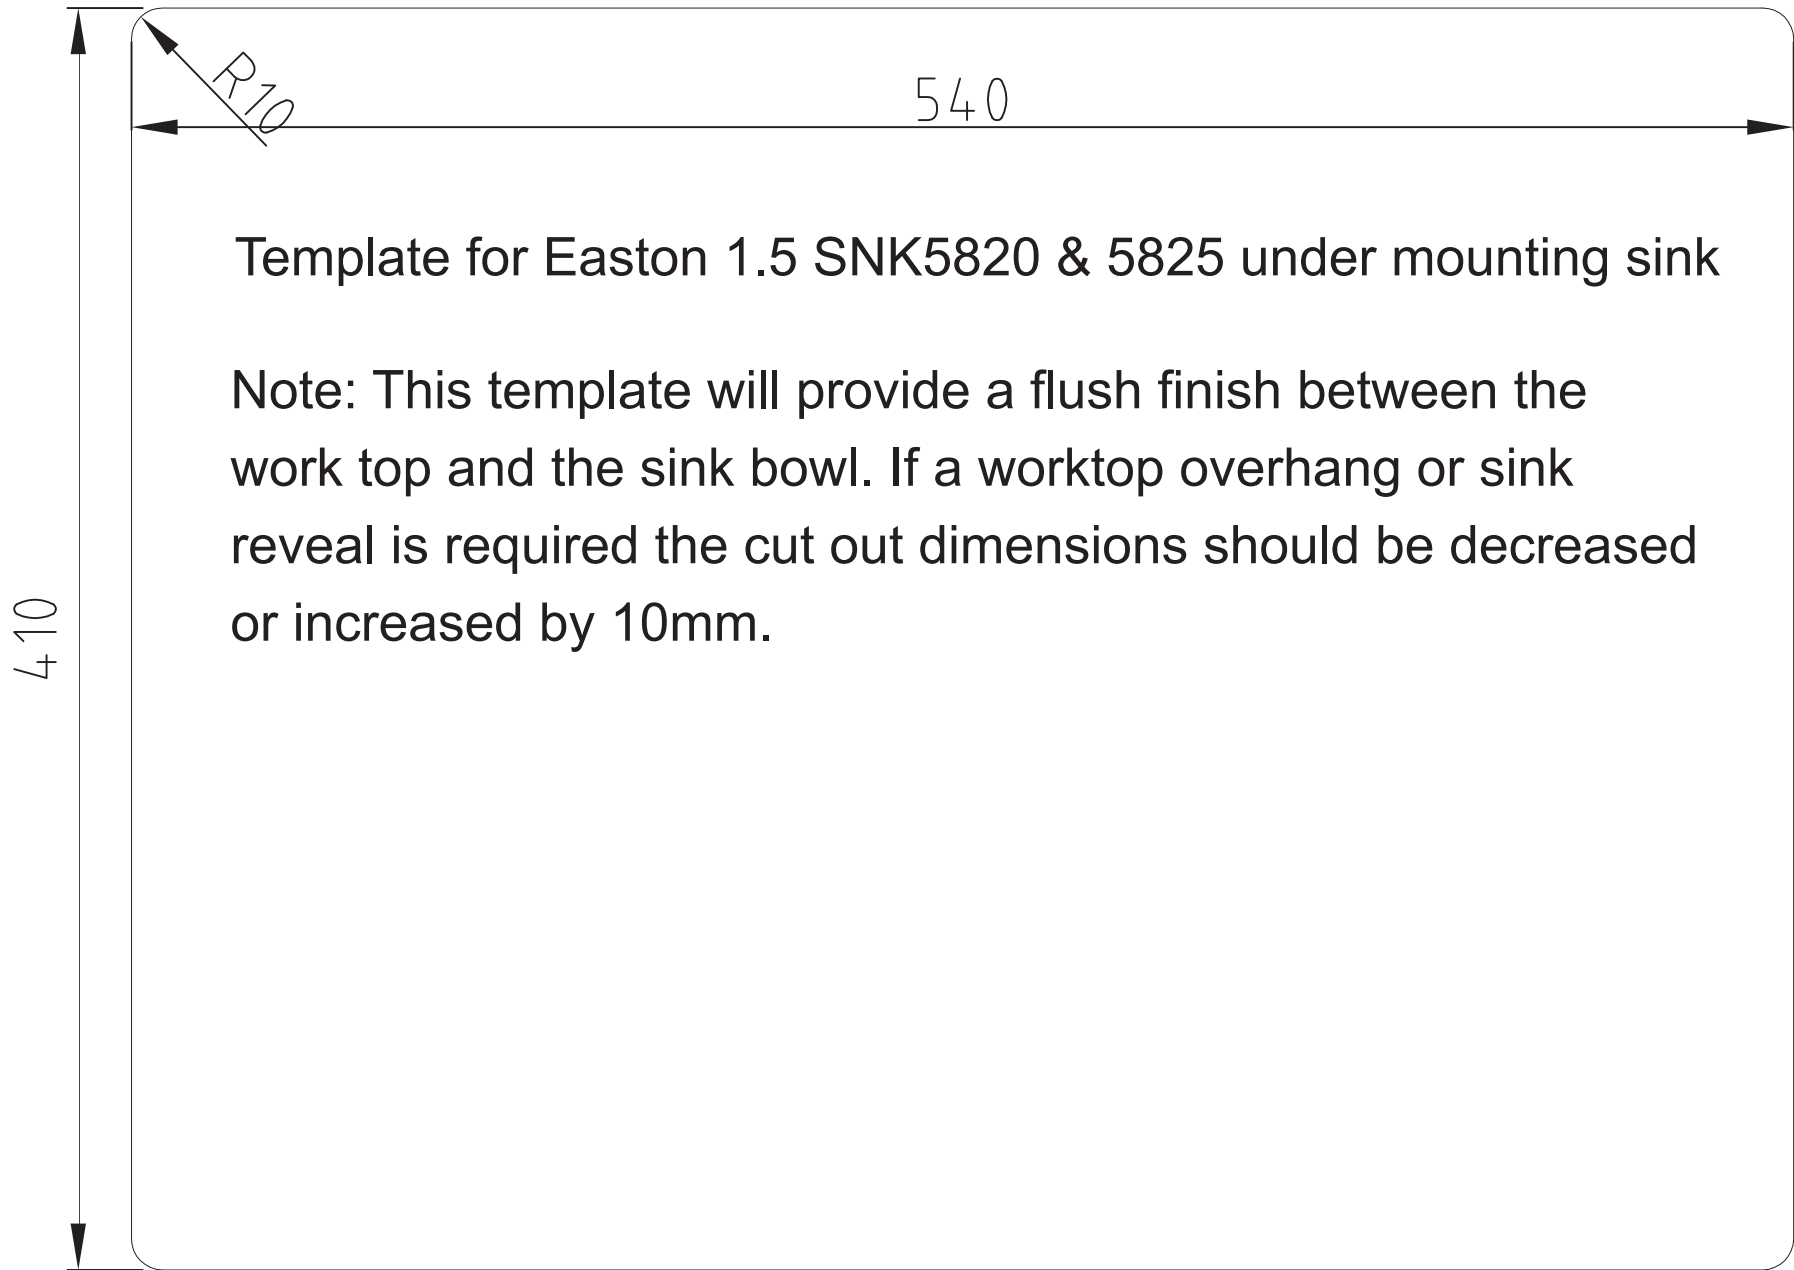 R10
540
Template for Easton 1.5 SNK5820 & 5825 under mounting sink
Note: This template will provide a flush finish between the
work top and the sink bowl. If a worktop overhang or sink
reveal is required the cut out dimensions should be decreased
or increased by 10mm.
410